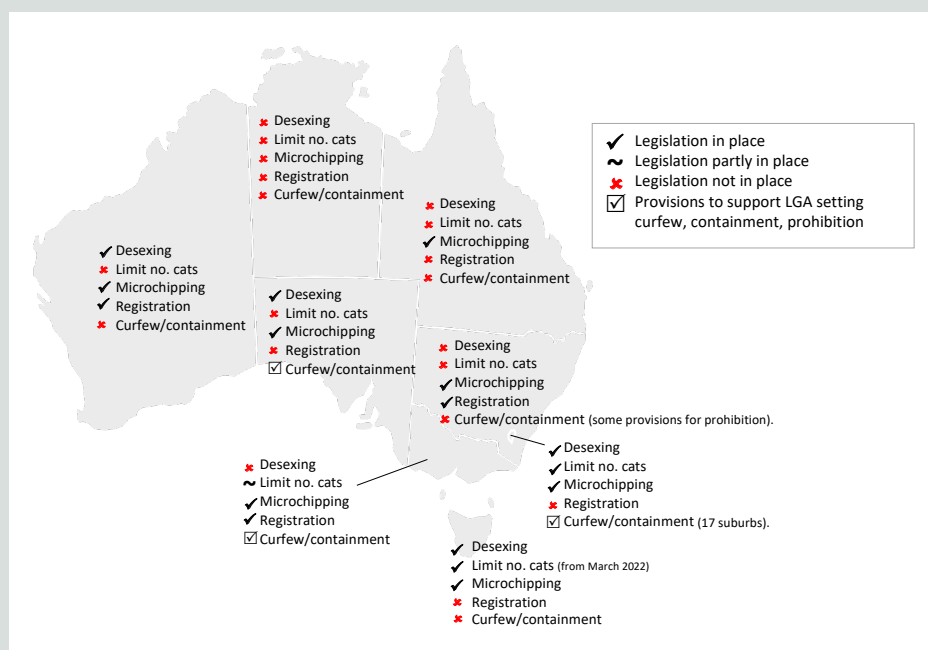 ✘ Desexing
✘ Limit no. cats
✘ Microchipping
✘ Registration
✘ Curfew/containment
✓ Legislation in place
~ Legislation partly in place
✘ Legislation not in place
☑ Provisions to support LGA setting
curfew, containment, prohibition
✘ Desexing
✘ Limit no. cats
✓ Microchipping
✘ Registration
✘ Curfew/containment
✓ Desexing
✘ Limit no. cats
✓ Microchipping
✓ Registration
✘ Curfew/containment
✓ Desexing
✘ Limit no. cats
✓ Microchipping
✘ Registration
☑ Curfew/containment
✘ Desexing
✘ Limit no. cats
✓ Microchipping
✓ Registration
✘ Curfew/containment (some provisions for prohibition).
✘ Desexing
~ Limit no. cats
✓ Microchipping
✓ Registration
☑ Curfew/containment
✓ Desexing
✓ Limit no. cats
✓ Microchipping
✘ Registration
☑ Curfew/containment (17 suburbs).
✓ Desexing
✓ Limit no. cats (from March 2022)
✓ Microchipping
✘ Registration
✘ Curfew/containment